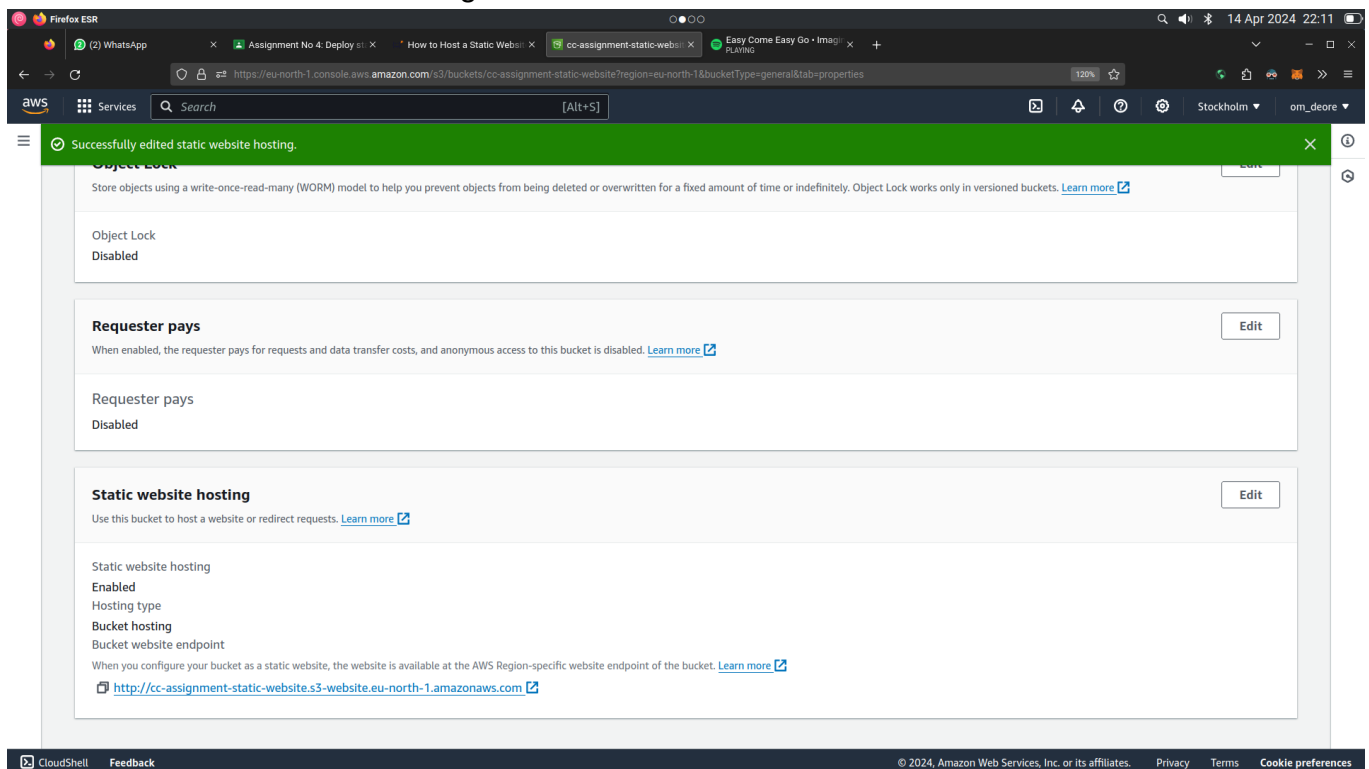 Firefox ESR
14 Apr 2024 22:11
(2) WhatsApp
Assignment No 4: Deploy st
How to Host a Static Websit
cc-assignment-static-websit
Easy Come Easy Go • Imagi
PLAYING
https://eu-north-1.console.aws.amazon.com/s3/buckets/cc-assignment-static-website?region=eu-north-1&bucketType=general&tab=properties
120%
aws Services Search [Alt+S] Stockholm ▼ om_deore ▼
Successfully edited static website hosting.
Object Lock
Edit
Store objects using a write-once-read-many (WORM) model to help you prevent objects from being deleted or overwritten for a fixed amount of time or indefinitely. Object Lock works only in versioned buckets. Learn more
Object Lock
Disabled
Requester pays
Edit
When enabled, the requester pays for requests and data transfer costs, and anonymous access to this bucket is disabled. Learn more
Requester pays
Disabled
Static website hosting
Edit
Use this bucket to host a website or redirect requests. Learn more
Static website hosting
Enabled
Hosting type
Bucket hosting
Bucket website endpoint
When you configure your bucket as a static website, the website is available at the AWS Region-specific website endpoint of the bucket. Learn more
http://cc-assignment-static-website.s3-website.eu-north-1.amazonaws.com
CloudShell Feedback © 2024, Amazon Web Services, Inc. or its affiliates. Privacy Terms Cookie preferences